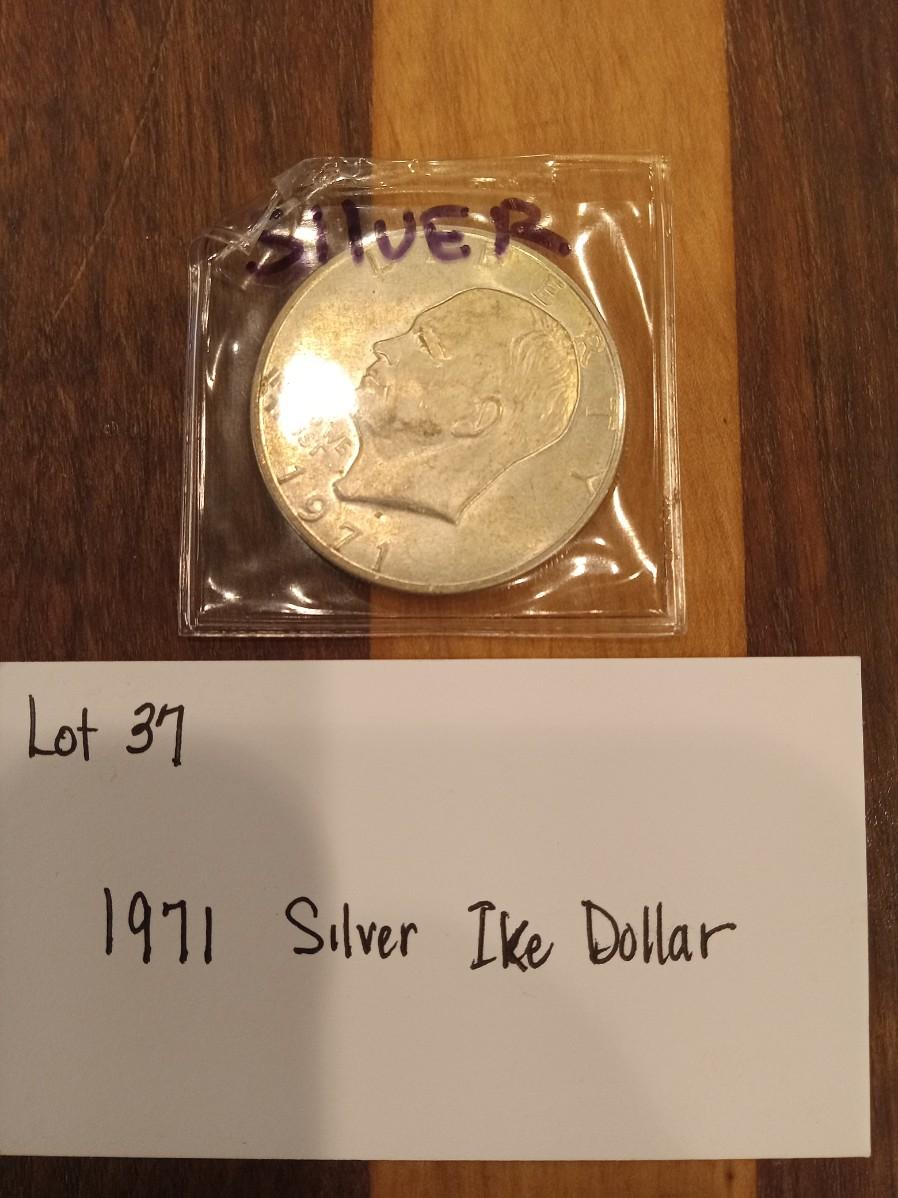 SIlVER
LIBERTY
1971
Lot 37
1971 Silver Ike Dollar